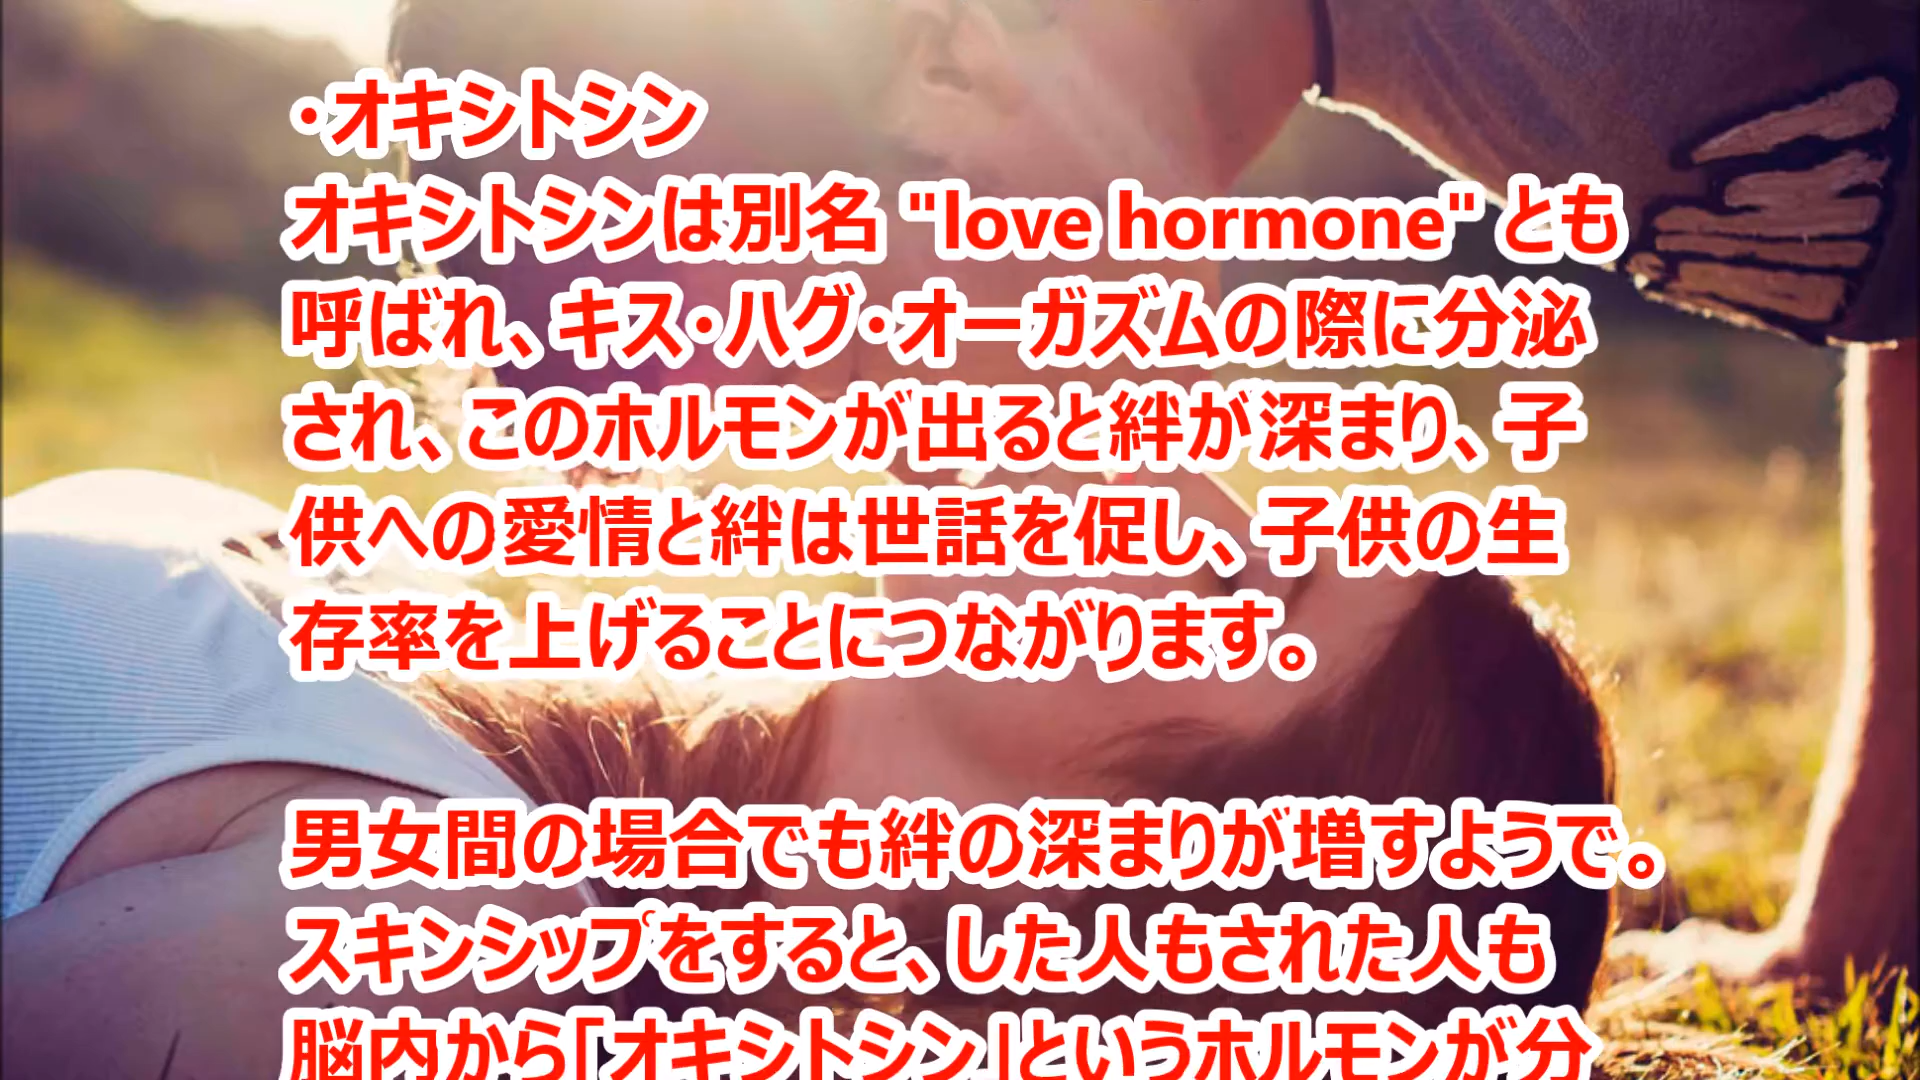 ・オキシトシン
オキシトシンは別名 "love hormone" とも
呼ばれ、キス・ハグ・オーガズムの際に分泌
され、このホルモンが出ると絆が深まり、子
供への愛情と絆は世話を促し、子供の生
存率を上げることにつながります。
男女間の場合でも絆の深まりが増すようで。
スキンシップをすると、した人もされた人も
脳内から「オキシトシン」というホルモンが分